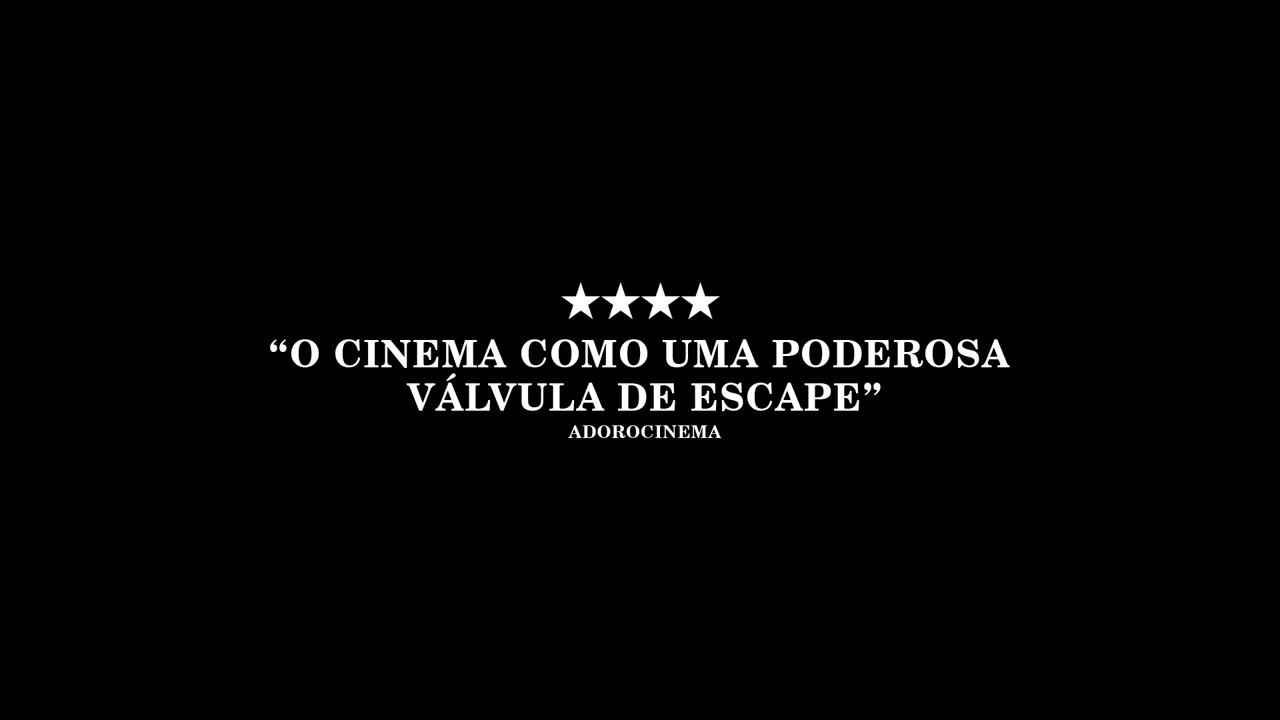 ★★★★
“O CINEMA COMO UMA PODEROSA
VÁLVULA DE ESCAPE”
ADOROCINEMA